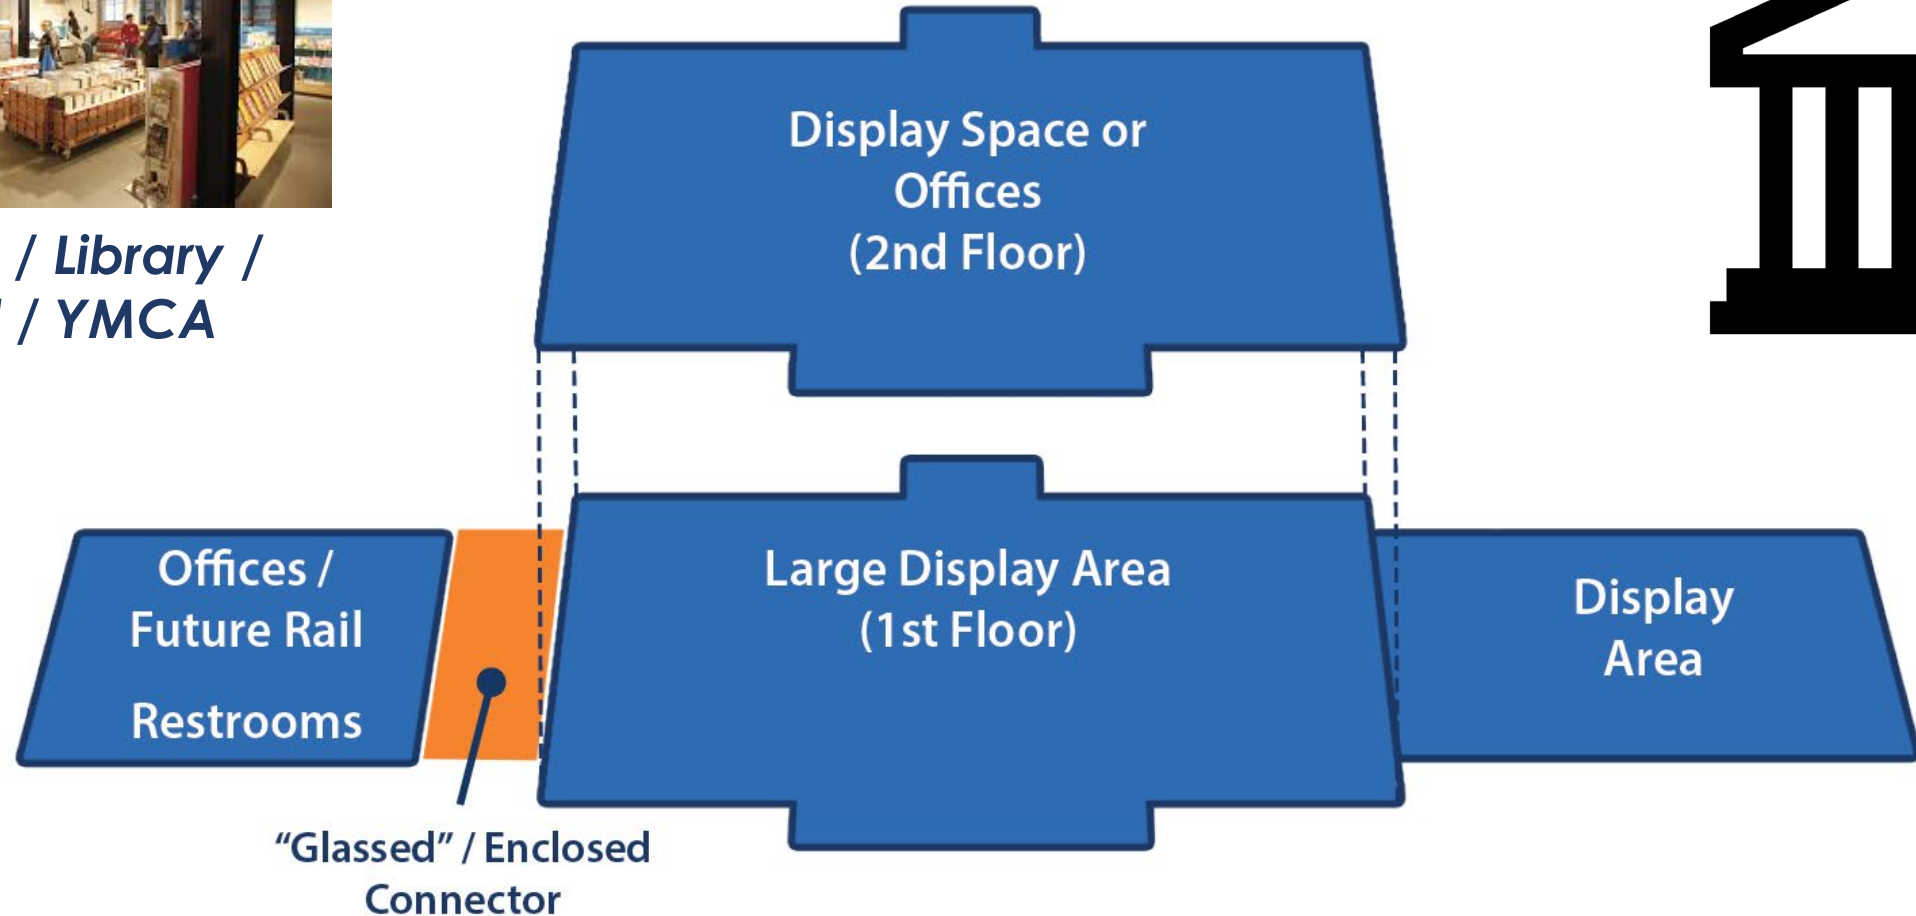 / Library /
/ YMCA
Display Space or
Offices
(2nd Floor)
Offices /
Future Rail
Restrooms
Large Display Area
(1st Floor)
Display
Area
“Glassed” / Enclosed
Connector